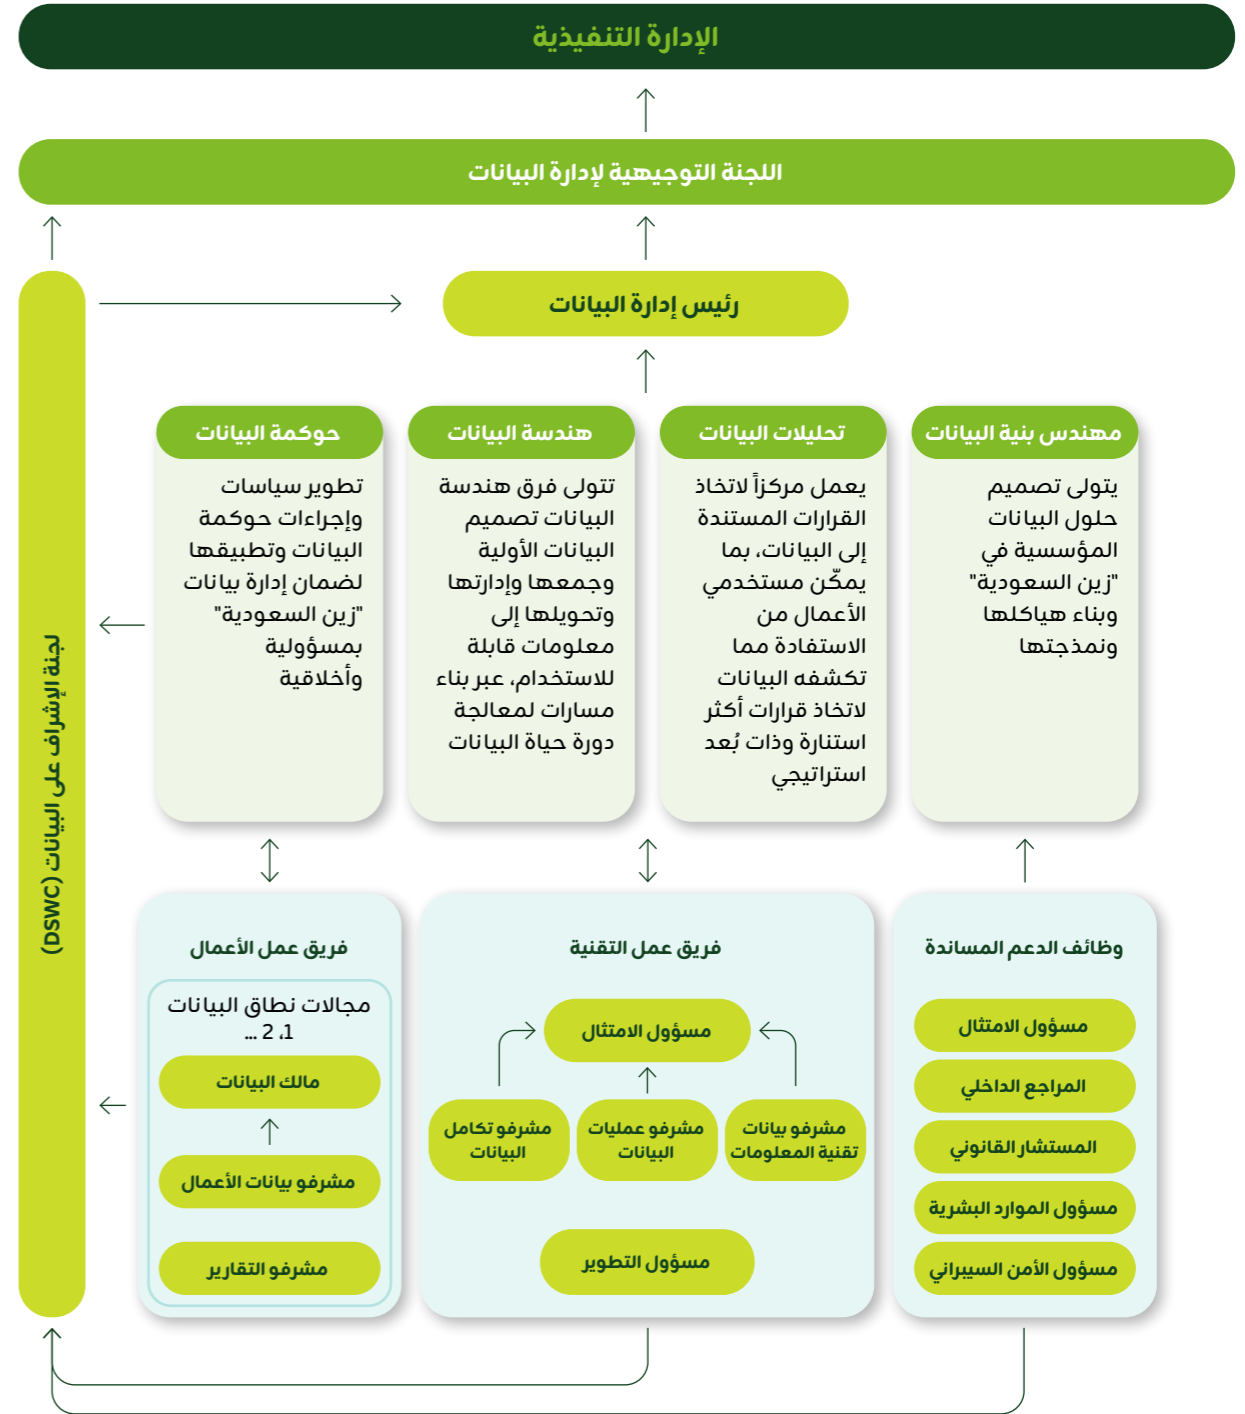 الإدارة التنفيذية
اللجنة التوجيهية لإدارة البيانات
رئيس إدارة البيانات
لجنة الإشراف على البيانات (DSWC)
مهندس بنية البيانات
يتولى تصميم
حلول البيانات
المؤسسية في
"زين السعودية"
وبناء هياكلها
ونمذجتها
تحليلات البيانات
يعمل مركزاً لاتخاذ
القرارات المستندة
إلى البيانات، بما
يمكّن مستخدمي
الأعمال من
الاستفادة مما
تكشفه البيانات
لاتخاذ قرارات أكثر
استنارة وذات بُعد
استراتيجي
هندسة البيانات
تتولى فرق هندسة
البيانات تصميم
البيانات الأولية
وجمعها وإدارتها
وتحويلها إلى
معلومات قابلة
للاستخدام، عبر بناء
مسارات لمعالجة
دورة حياة البيانات
حوكمة البيانات
تطوير سياسات
وإجراءات حوكمة
البيانات وتطبيقها
لضمان إدارة بيانات
"زين السعودية"
بمسؤولية
وأخلاقية
وظائف الدعم المساندة
مسؤول الامتثال
المراجع الداخلي
المستشار القانوني
مسؤول الموارد البشرية
مسؤول الأمن السيبراني
فريق عمل التقنية
مسؤول الامتثال
مشرفو بيانات
تقنية المعلومات
مشرفو عمليات
البيانات
مشرفو تكامل
البيانات
مسؤول التطوير
فريق عمل الأعمال
مجالات نطاق البيانات
1، 2 ...
مالك البيانات
مشرفو بيانات الأعمال
مشرفو التقارير